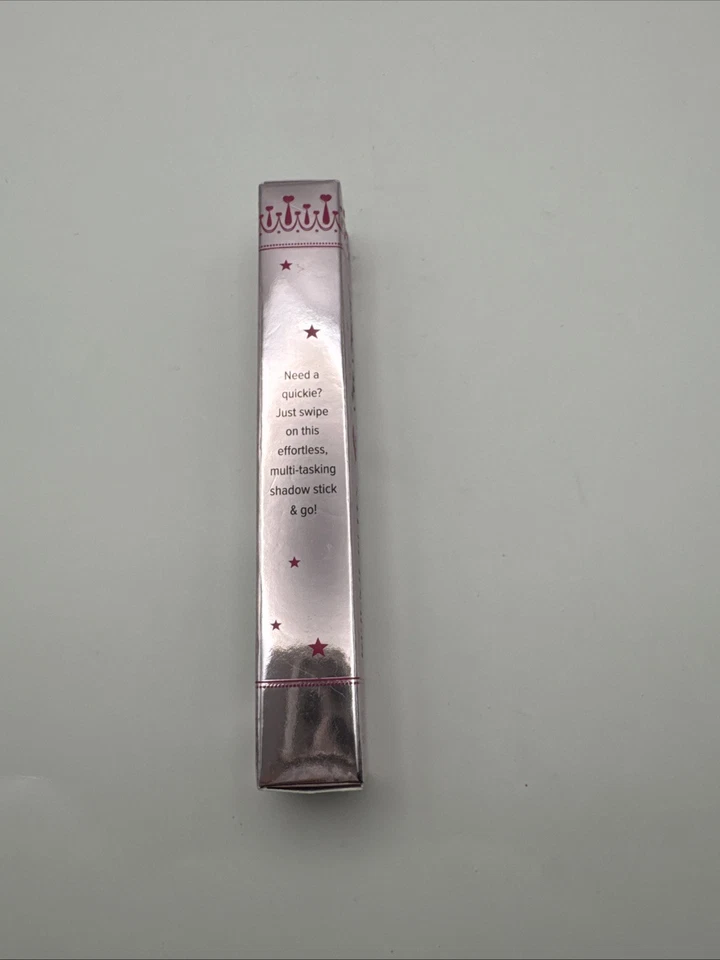 Need a
quickie?
Just swipe
on this
effortless,
multi-tasking
shadow stick
& go!